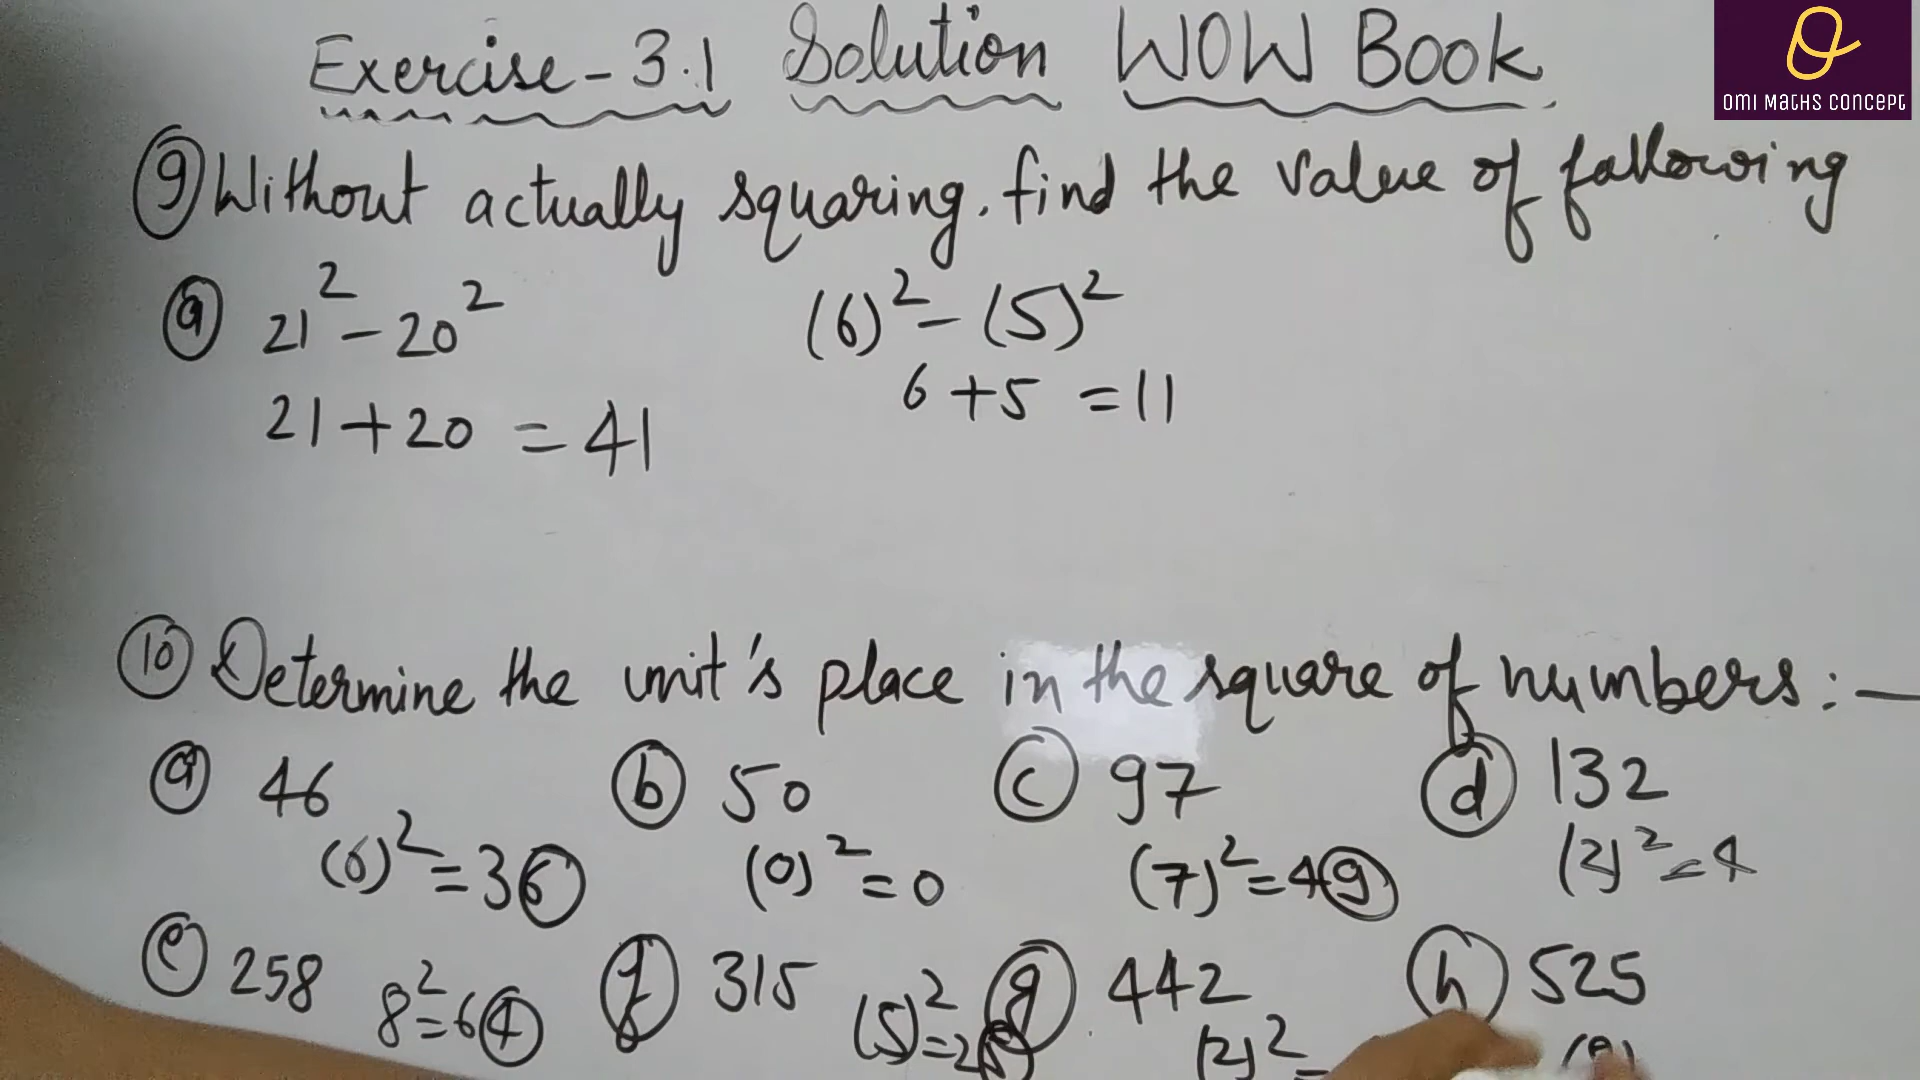 Exercise-3.1 Solution WOW Book
OMI MATHS CONCEPT
9 Without actually squaring. find the value of fallowing
a 21² - 20² (6)² - (5)²
21+20 = 41 6+5 = 11
10 Determine the unit's place in the square of numbers:-
a 46 b 50 c 97 d 132
(6)² = 36 (0)² = 0 (7)² = 49 (2)² = 4
e 258 8² = 64 f 315 (5)² = 25 g 442 (2)² = h 525